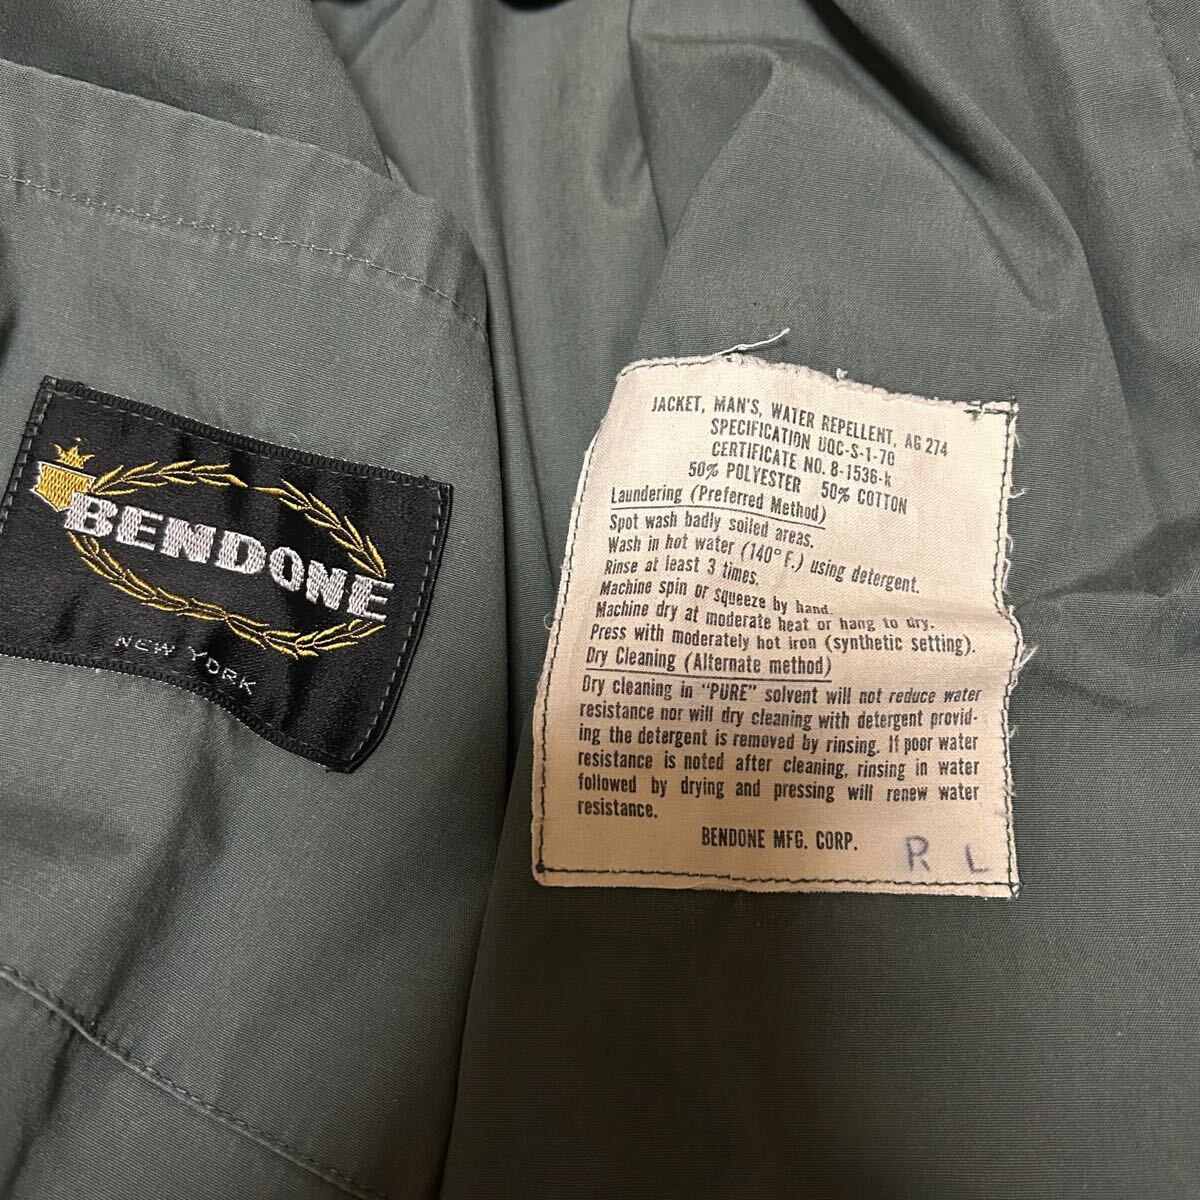 BENDONE
NEW YORK
JACKET, MAN'S, WATER REPELLENT, AG 274
SPECIFICATION UQC-S-1-70
CERTIFICATE NO. 8-1536-K
50% POLYESTER 50% COTTON
Laundering (Preferred Method)
Spot wash badly soiled areas.
Wash in hot water (140° F.) using detergent.
Rinse at least 3 times.
Machine spin or squeeze by hand.
Machine dry at moderate heat or hang to dry.
Press with moderately hot iron (synthetic setting).
Dry Cleaning (Alternate method)
Dry cleaning in "PURE" solvent will not reduce water
resistance nor will dry cleaning with detergent provid-
ing the detergent is removed by rinsing. If poor water
resistance is noted after cleaning, rinsing in water
followed by drying and pressing will renew water
resistance.
BENDONE MFG. CORP.
R L